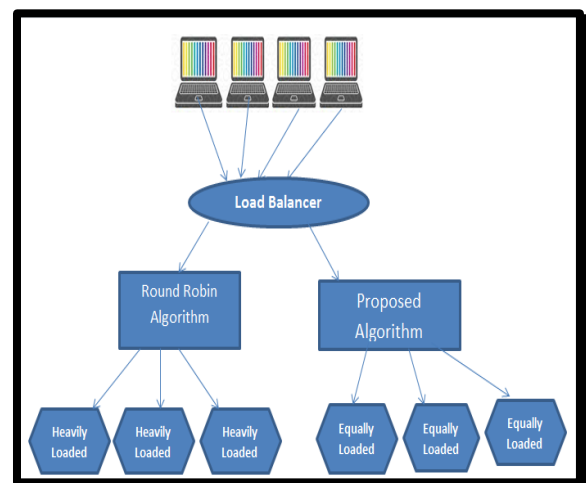 Load Balancer
Round Robin
Algorithm
Proposed
Algorithm
Heavily
Loaded
Heavily
Loaded
Heavily
Loaded
Equally
Loaded
Equally
Loaded
Equally
Loaded